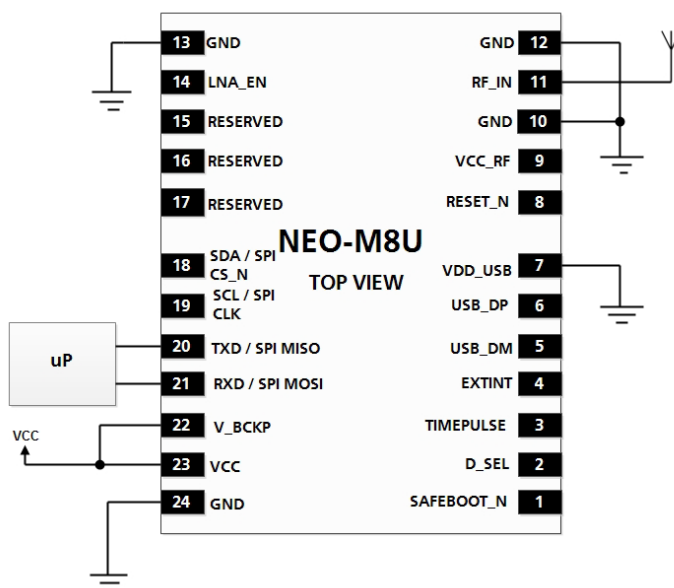 13 GND GND 12
14 LNA_EN RF_IN 11
15 RESERVED GND 10
16 RESERVED VCC_RF 9
17 RESERVED RESET_N 8
NEO-M8U
TOP VIEW
18 SDA / SPI
CS_N
VDD_USB 7
19 SCL / SPI
CLK
USB_DP 6
uP
20 TXD / SPI MISO USB_DM 5
21 RXD / SPI MOSI EXTINT 4
22 V_BCKP TIMEPULSE 3
VCC
23 VCC D_SEL 2
24 GND SAFEBOOT_N 1